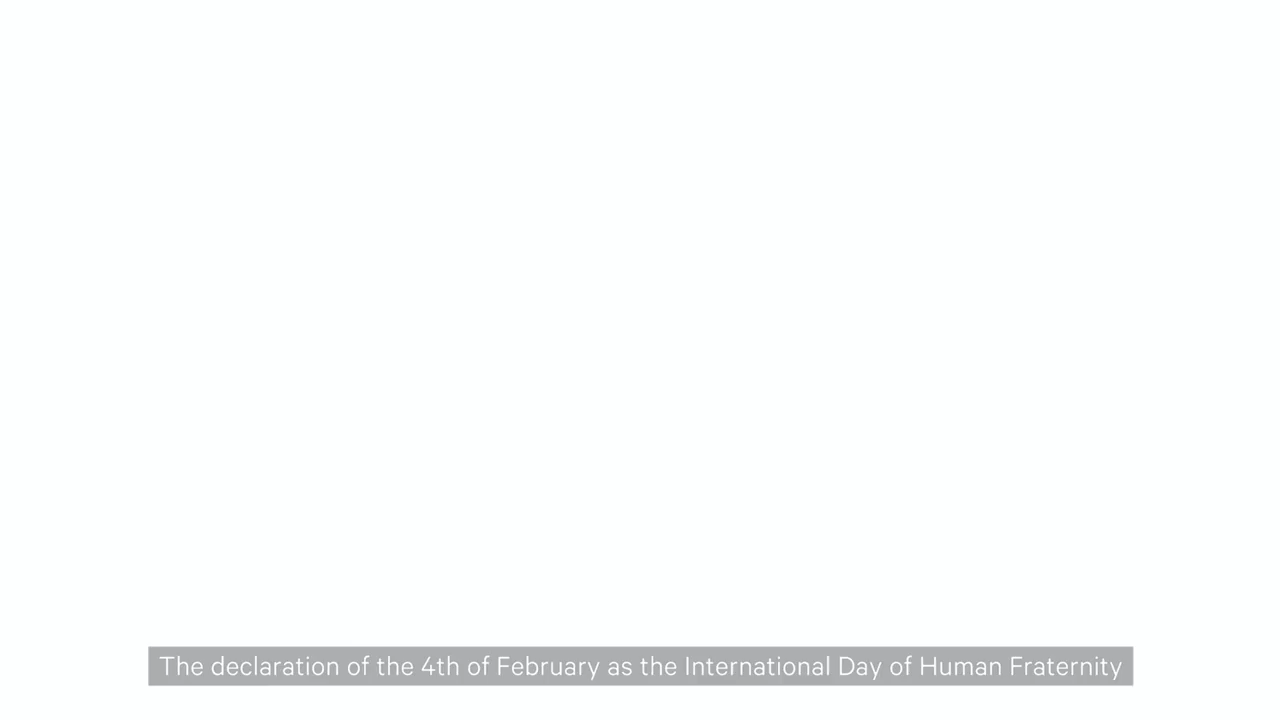 The declaration of the 4th of February as the International Day of Human Fraternity